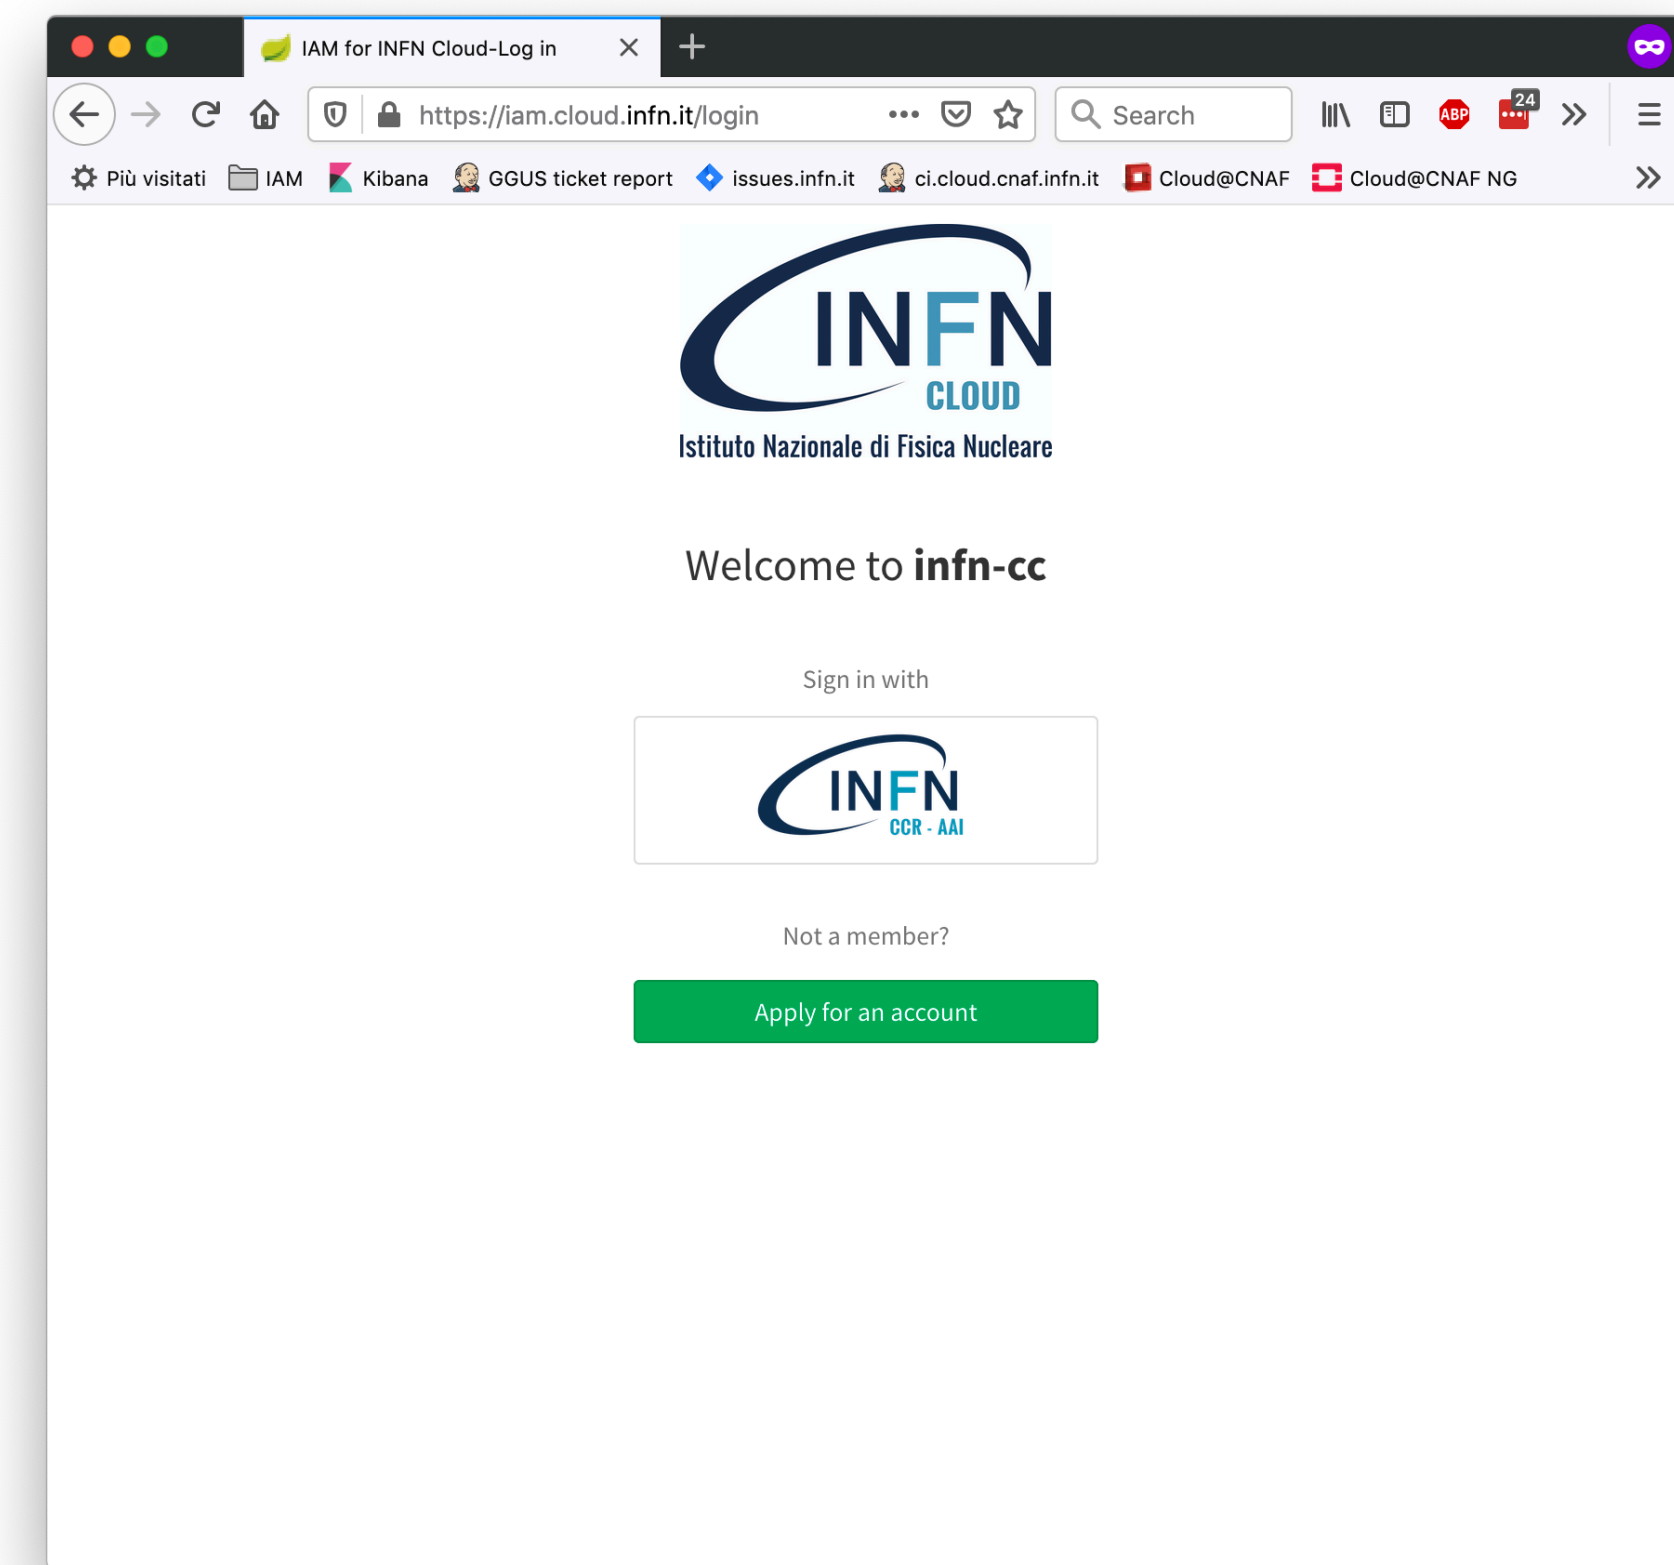 IAM for INFN Cloud-Log in
https://iam.cloud.infn.it/login
Search
ABP
24
Più visitati IAM Kibana GGUS ticket report issues.infn.it ci.cloud.cnaf.infn.it Cloud@CNAF Cloud@CNAF NG
INFN
CLOUD
Istituto Nazionale di Fisica Nucleare
Welcome to infn-cc
Sign in with
INFN
CCR - AAI
Not a member?
Apply for an account